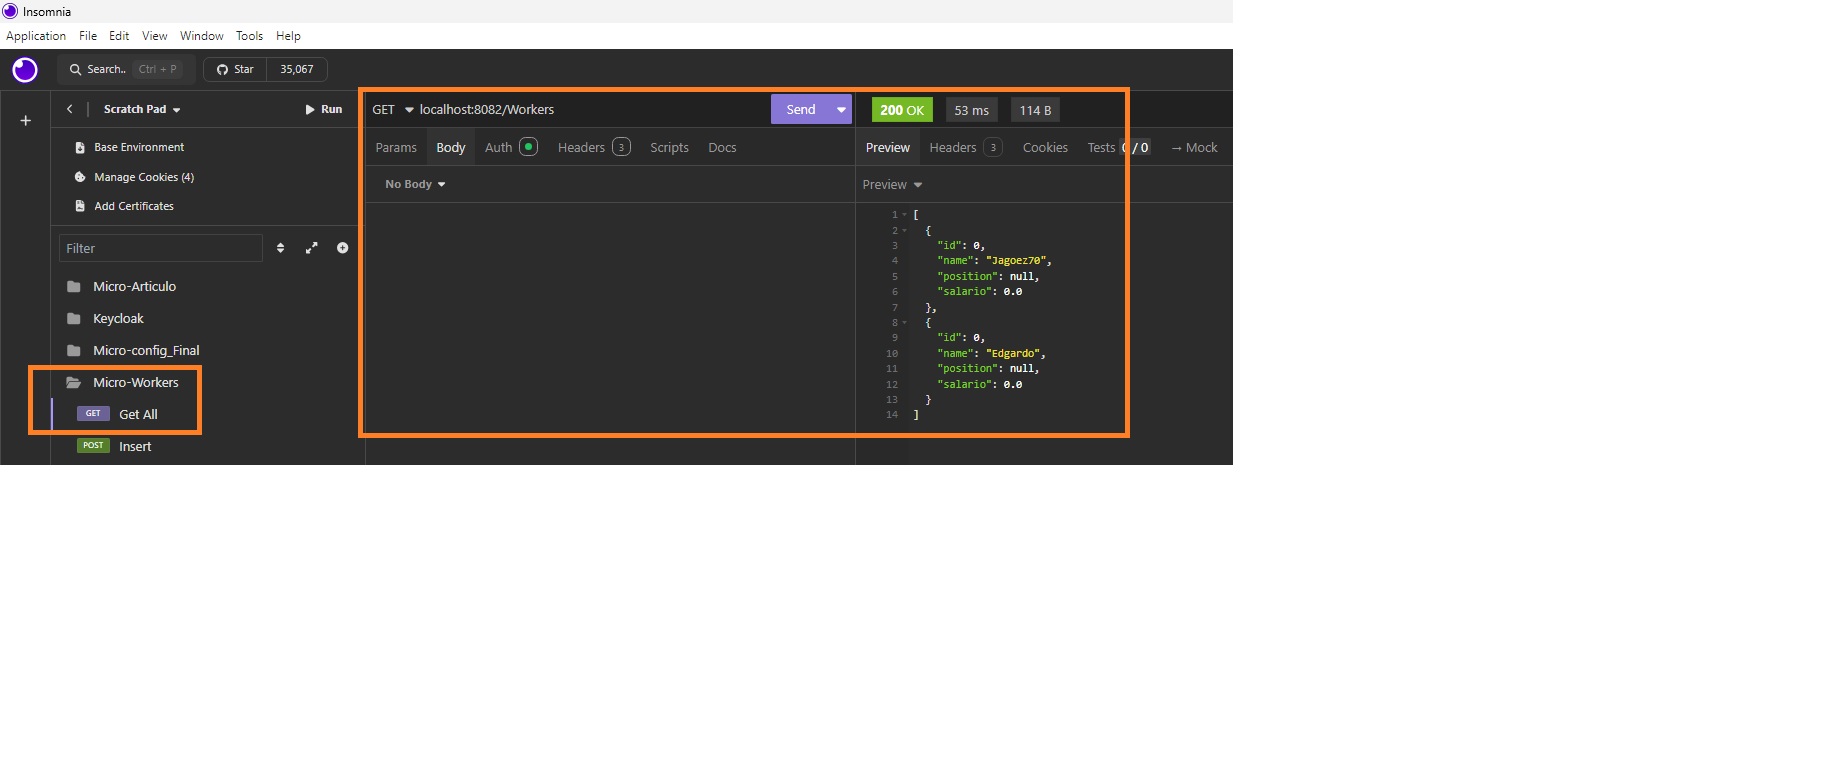 Insomnia
Application File Edit View Window Tools Help
Search.. Ctrl + P Star 35,067
Scratch Pad Run
Base Environment
Manage Cookies (4)
Add Certificates
Filter
Micro-Articulo
Keycloak
Micro-config_Final
Micro-Workers
GET Get All
POST Insert
GET localhost:8082/Workers Send
Params Body Auth Headers 3 Scripts Docs
No Body
200 OK 53 ms 114 B
Preview Headers 3 Cookies Tests 0 / 0 → Mock
Preview
1 [
2 {
3 "id": 0,
4 "name": "Jagoez70",
5 "position": null,
6 "salario": 0.0
7 },
8 {
9 "id": 0,
10 "name": "Edgardo",
11 "position": null,
12 "salario": 0.0
13 }
14 ]